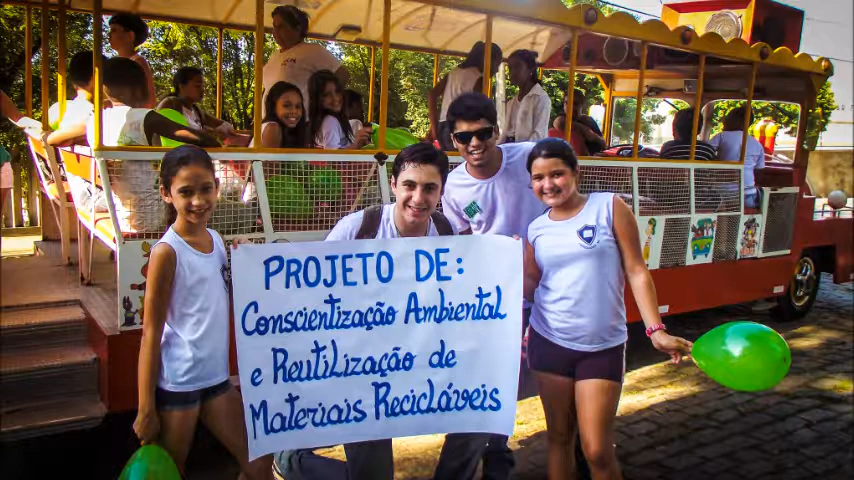 PROJETO DE:
Conscientização Ambiental
e Reutilização de
Materiais Recicláveis